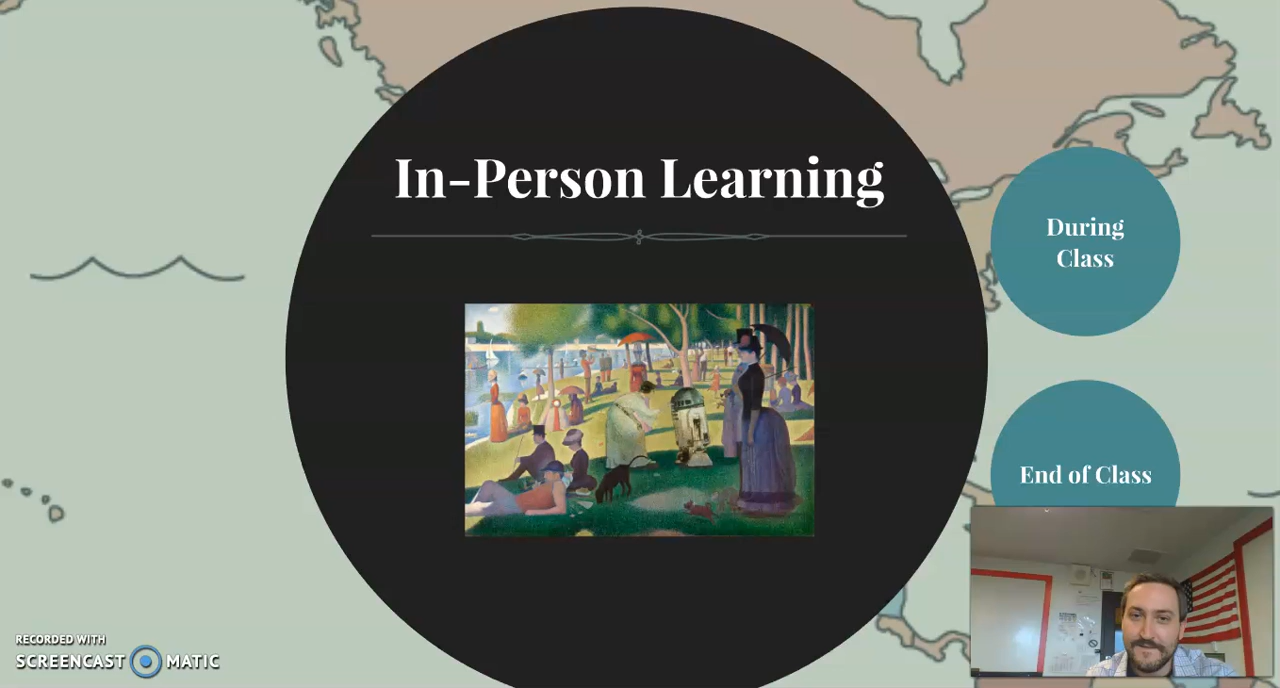 In-Person Learning
During
Class
End of Class
RECORDED WITH
SCREENCAST MATIC